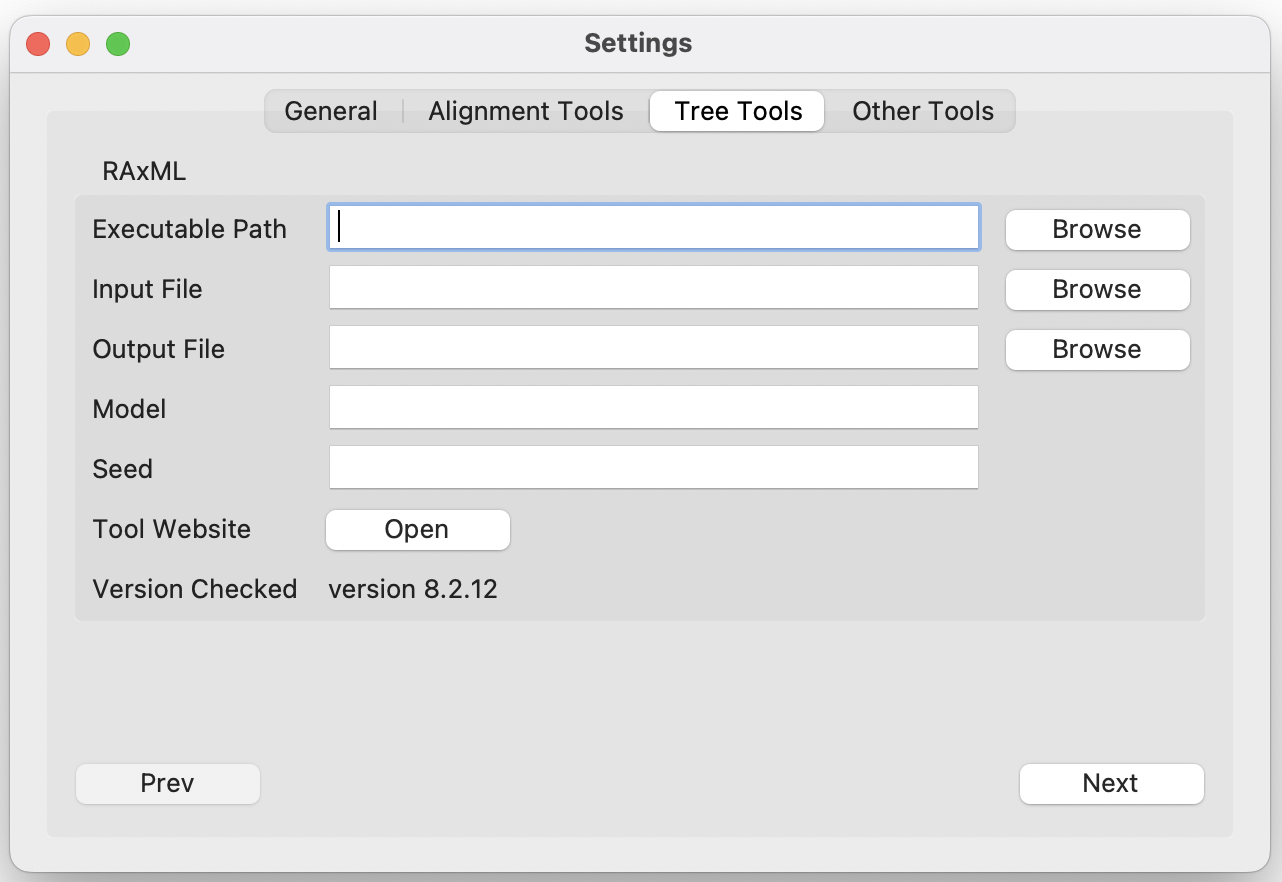 Settings
General Alignment Tools Tree Tools Other Tools
RAxML
Executable Path Browse
Input File Browse
Output File Browse
Model
Seed
Tool Website Open
Version Checked version 8.2.12
Prev Next